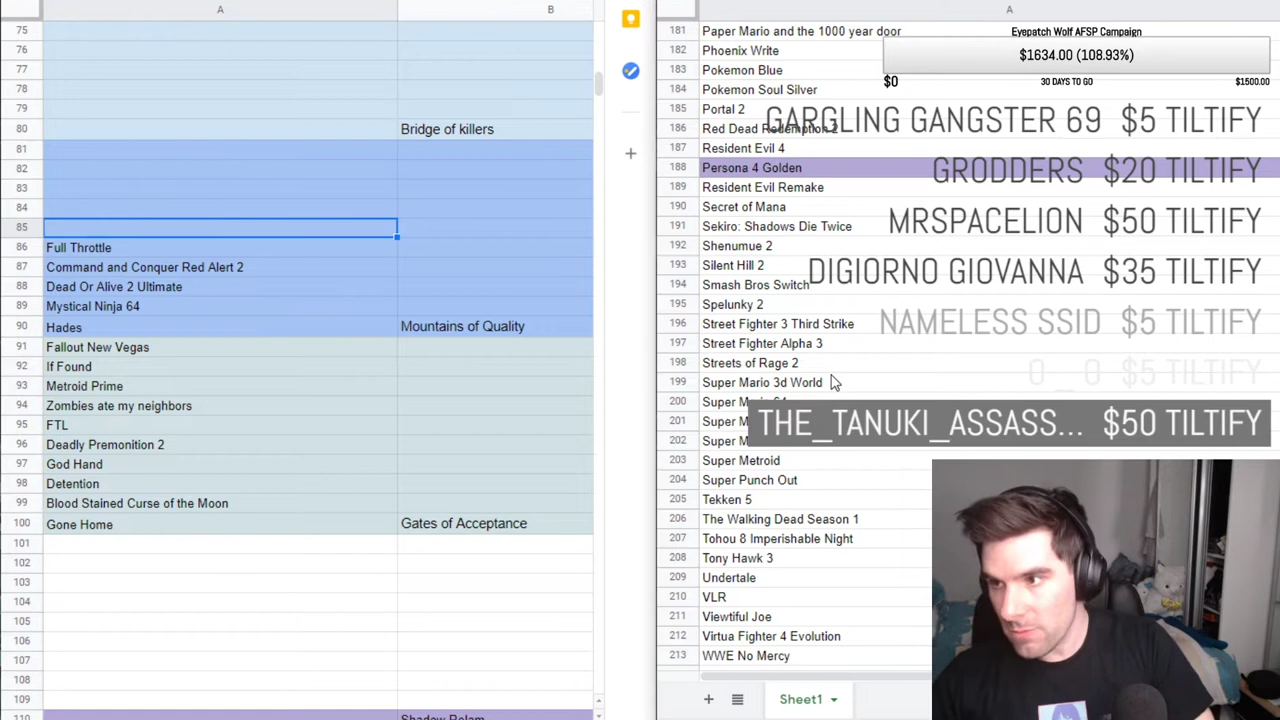 A
B
75
76
77
78
79
80 Bridge of killers
81
82
83
84
85
86 Full Throttle
87 Command and Conquer Red Alert 2
88 Dead Or Alive 2 Ultimate
89 Mystical Ninja 64
90 Hades Mountains of Quality
91 Fallout New Vegas
92 If Found
93 Metroid Prime
94 Zombies ate my neighbors
95 FTL
96 Deadly Premonition 2
97 God Hand
98 Detention
99 Blood Stained Curse of the Moon
100 Gone Home Gates of Acceptance
101
102
103
104
105
106
107
108
109
110 Shadow Relam
A
181 Paper Mario and the 1000 year door
182 Phoenix Write
183 Pokemon Blue
184 Pokemon Soul Silver
185 Portal 2
186 Red Dead Redemption 2
187 Resident Evil 4
188 Persona 4 Golden
189 Resident Evil Remake
190 Secret of Mana
191 Sekiro: Shadows Die Twice
192 Shenumue 2
193 Silent Hill 2
194 Smash Bros Switch
195 Spelunky 2
196 Street Fighter 3 Third Strike
197 Street Fighter Alpha 3
198 Streets of Rage 2
199 Super Mario 3d World
200 Super
201 Super
202 Super
203 Super Metroid
204 Super Punch Out
205 Tekken 5
206 The Walking Dead Season 1
207 Tohou 8 Imperishable Night
208 Tony Hawk 3
209 Undertale
210 VLR
211 Viewtiful Joe
212 Virtua Fighter 4 Evolution
213 WWE No Mercy
Sheet1
Eyepatch Wolf AFSP Campaign
$1634.00 (108.93%)
$0 30 DAYS TO GO $1500.00
GARGLING GANGSTER 69 $5 TILTIFY
GRODDERS $20 TILTIFY
MRSPACELION $50 TILTIFY
DIGIORNO GIOVANNA $35 TILTIFY
NAMELESS SSID $5 TILTIFY
0_0 $5 TILTIFY
THE_TANUKI_ASSASS... $50 TILTIFY